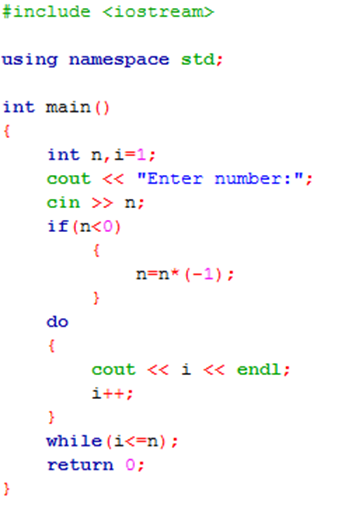 #include <iostream>
using namespace std;
int main()
{
int n,i=1;
cout << "Enter number:";
cin >> n;
if(n<0)
{
n=n*(-1);
}
do
{
cout << i << endl;
i++;
}
while(i<=n);
return 0;
}